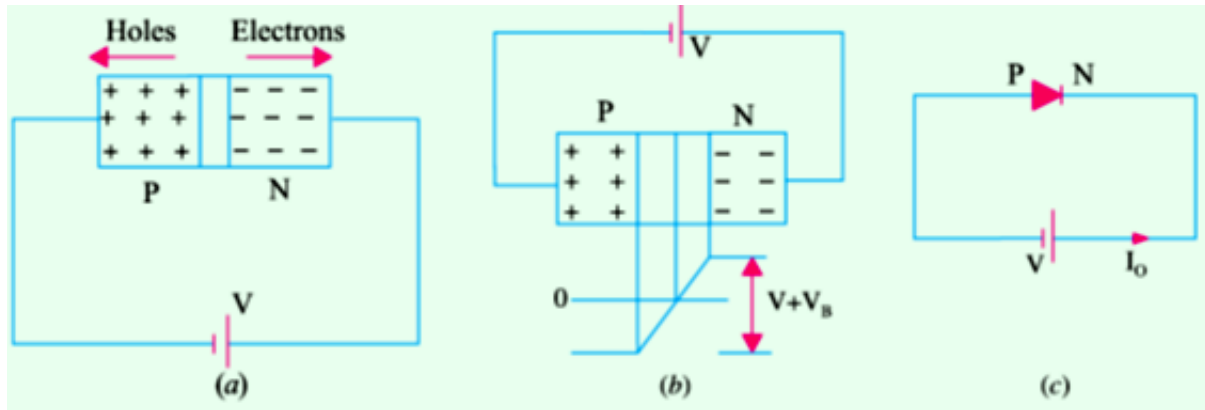 Holes Electrons
+ + + − − −
+ + + − − −
+ + + − − −
P N
V
(a)
V
P N
+ + − −
+ + − −
+ + − −
0
V+V_B
(b)
P N
V I_O
(c)